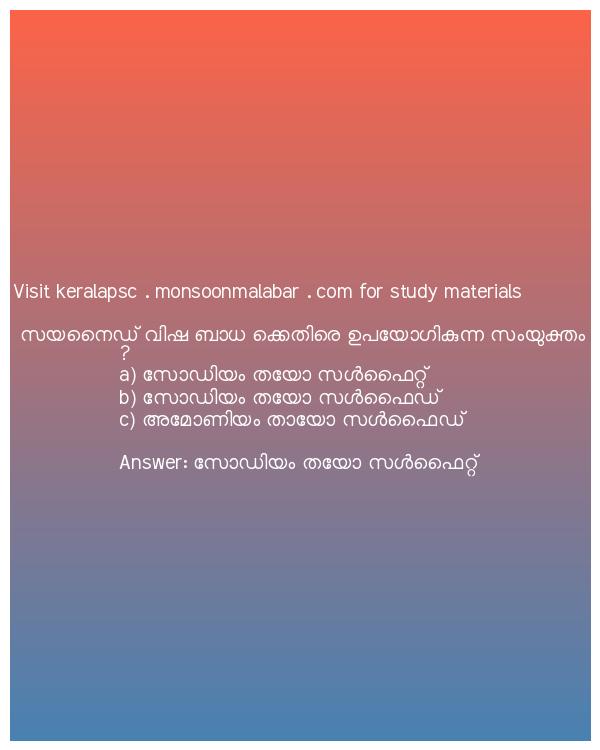 Visit keralapsc . monsoonmalabar . com for study materials
സയനൈഡ് വിഷ ബാധ ക്കെതിരെ ഉപയോഗികുന്ന സംയുക്തം
?
a) സോഡിയം തയോ സൾഫൈറ്റ്
b) സോഡിയം തയോ സൾഫൈഡ്
c) അമോണിയം തായോ സൾഫൈഡ്
Answer: സോഡിയം തയോ സൾഫൈറ്റ്